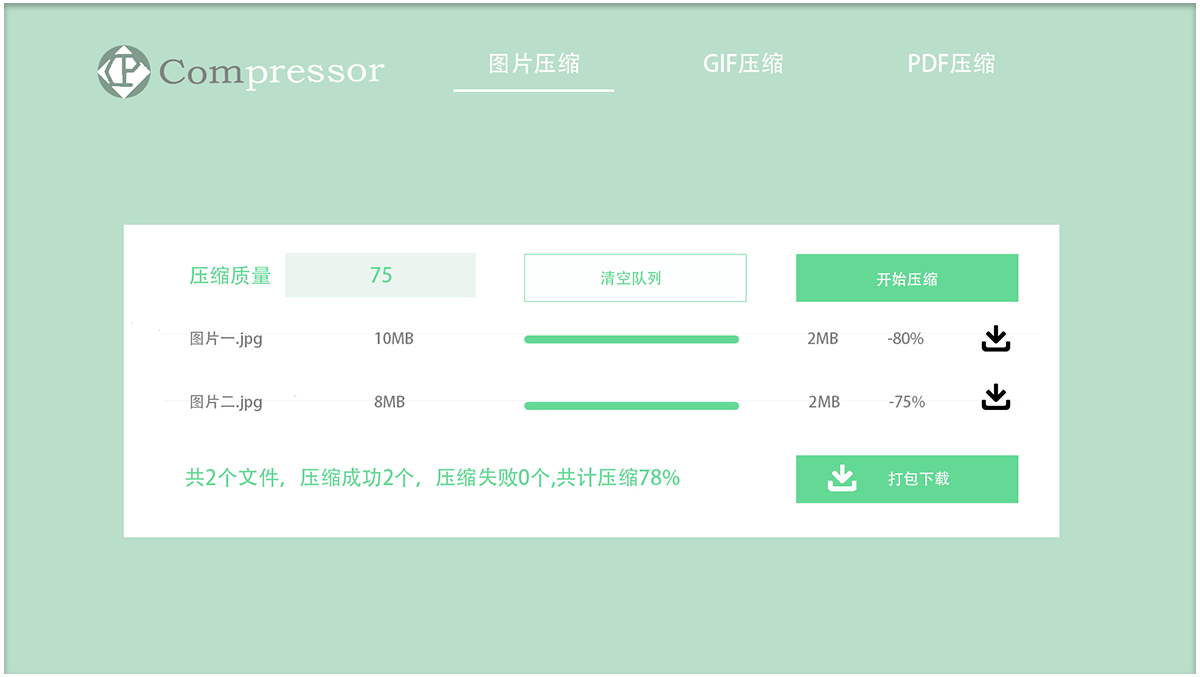 Compressor 图片压缩 GIF压缩 PDF压缩
压缩质量 75 清空队列 开始压缩
图片一.jpg 10MB 2MB -80%
图片二.jpg 8MB 2MB -75%
共2个文件，压缩成功2个，压缩失败0个,共计压缩78% 打包下载